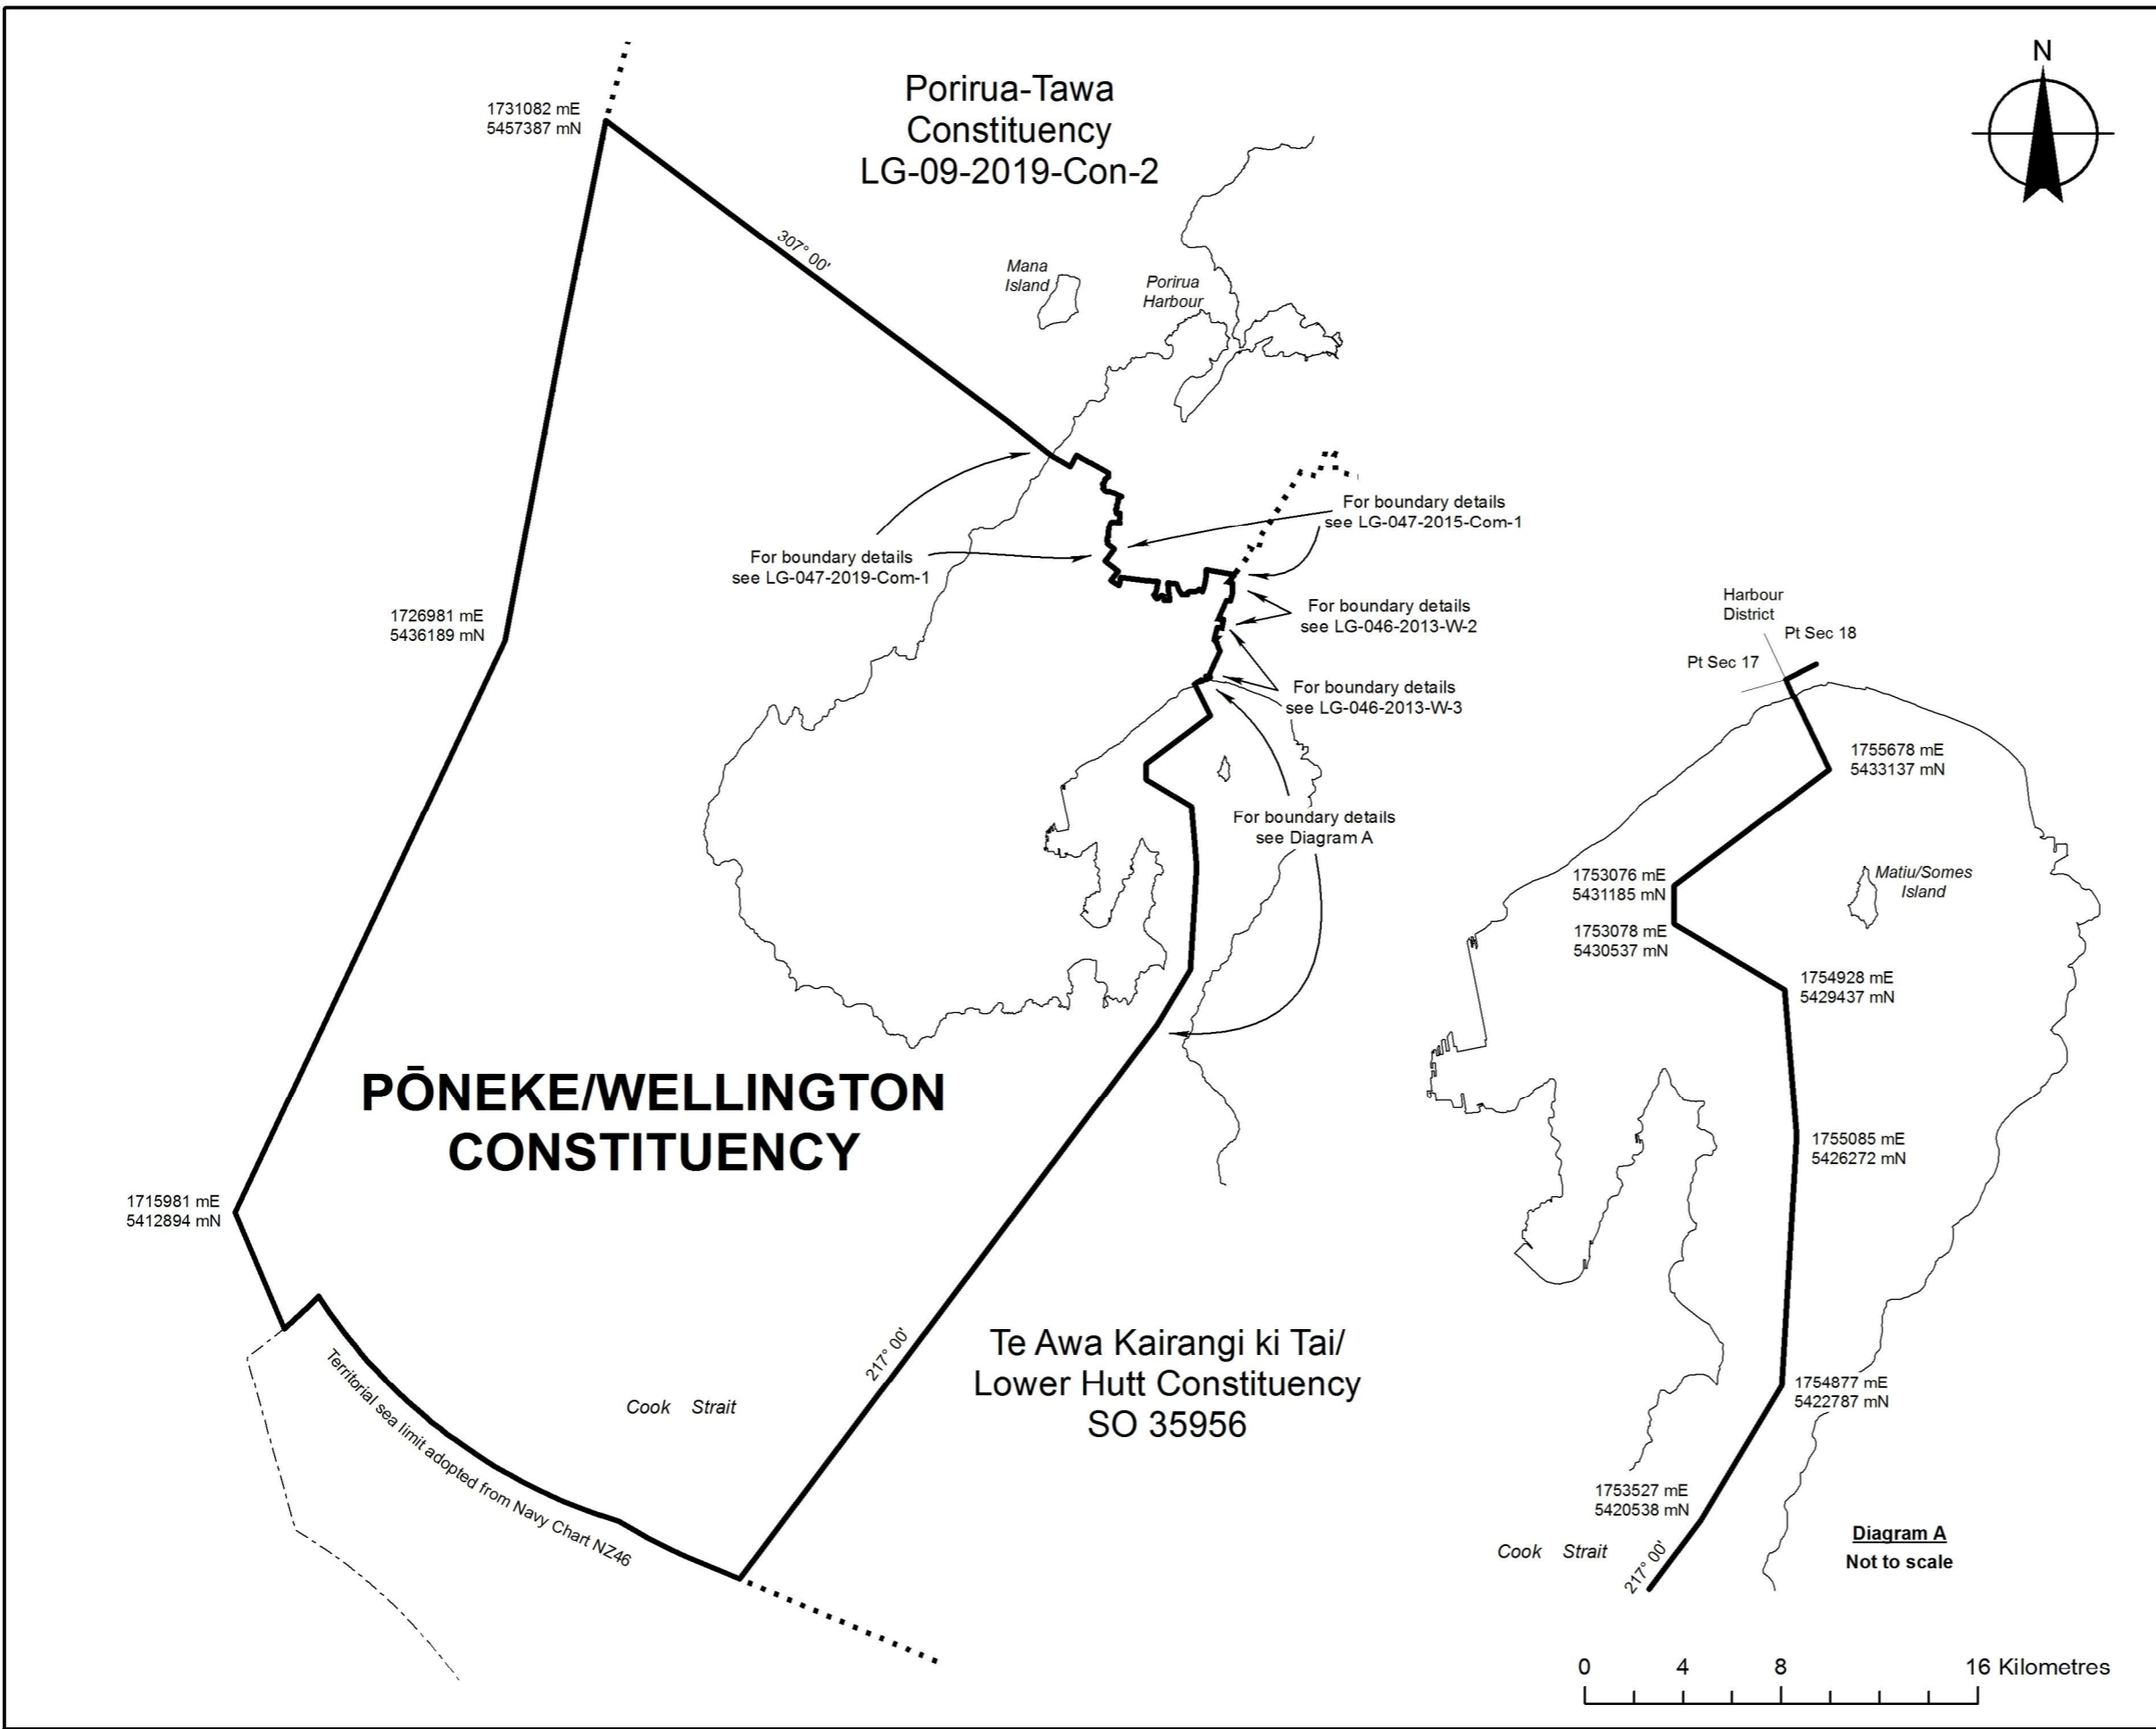 N
1731082 mE
5457387 mN
Porirua-Tawa
Constituency
LG-09-2019-Con-2
307° 00'
Mana
Island
Porirua
Harbour
For boundary details
see LG-047-2015-Com-1
For boundary details
see LG-047-2019-Com-1
1726981 mE
5436189 mN
For boundary details
see LG-046-2013-W-2
For boundary details
see LG-046-2013-W-3
For boundary details
see Diagram A
PŌNEKE/WELLINGTON
CONSTITUENCY
1715981 mE
5412894 mN
Territorial sea limit adopted from Navy Chart NZ46
Cook Strait
217° 00'
Te Awa Kairangi ki Tai/
Lower Hutt Constituency
SO 35956
Harbour
District
Pt Sec 18
Pt Sec 17
1755678 mE
5433137 mN
1753076 mE
5431185 mN
Matiu/Somes
Island
1753078 mE
5430537 mN
1754928 mE
5429437 mN
1755085 mE
5426272 mN
1754877 mE
5422787 mN
1753527 mE
5420538 mN
Cook Strait
217° 00'
Diagram A
Not to scale
0 4 8 16 Kilometres